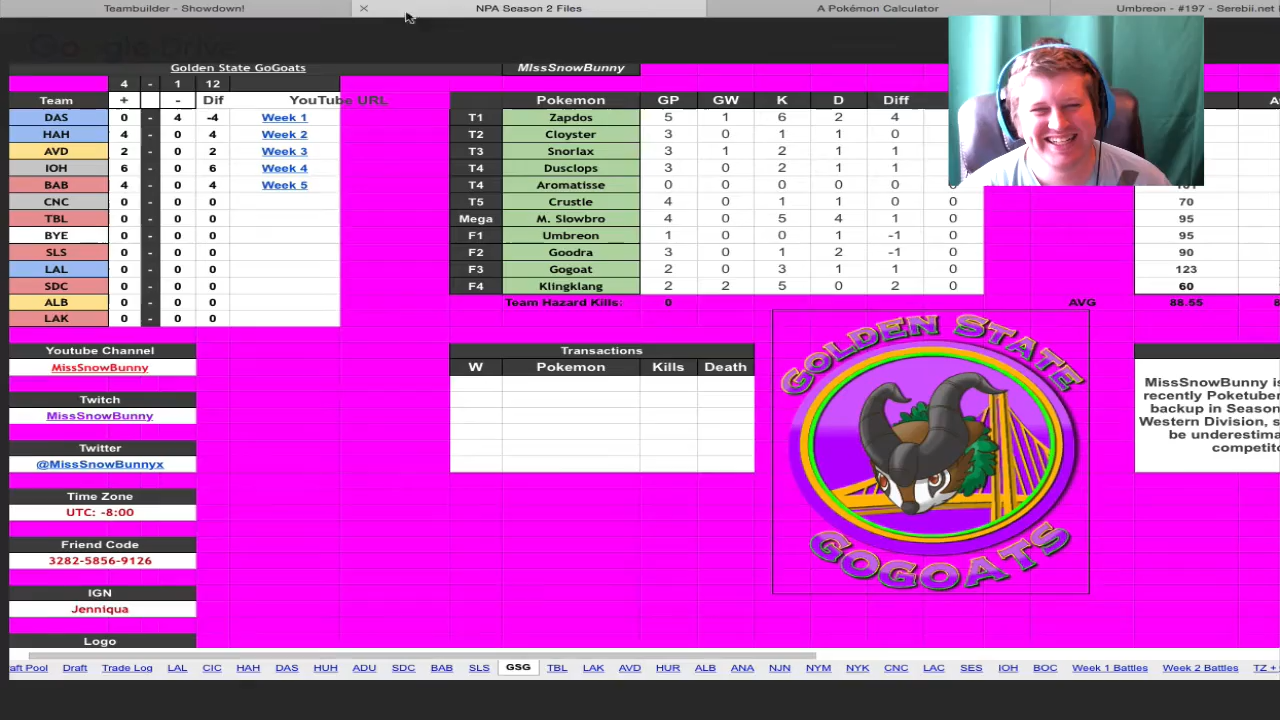 Teambuilder - Showdown! NPA Season 2 Files A Pokémon Calculator Umbreon - #197 - Serebii.net
Google Drive
Golden State GoGoats MIssSnowBunny
4 - 1 12
Team + - Dif YouTube URL Pokemon GP GW K D Diff
DAS 0 - 4 -4 Week 1 T1 Zapdos 5 1 6 2 4
HAH 4 - 0 4 Week 2 T2 Cloyster 3 0 1 1 0
AVD 2 - 0 2 Week 3 T3 Snorlax 3 1 2 1 1
IOH 6 - 0 6 Week 4 T4 Dusclops 3 0 2 1 1
BAB 4 - 0 4 Week 5 T4 Aromatisse 0 0 0 0 0 0
CNC 0 - 0 0 T5 Crustle 4 0 1 1 0 0 70
TBL 0 - 0 0 Mega M. Slowbro 4 0 5 4 1 0 95
BYE 0 - 0 0 F1 Umbreon 1 0 0 1 -1 0 95
SLS 0 - 0 0 F2 Goodra 3 0 1 2 -1 0 90
LAL 0 - 0 0 F3 Gogoat 2 0 3 1 1 0 123
SDC 0 - 0 0 F4 Klingklang 2 2 5 0 2 0 60
ALB 0 - 0 0 Team Hazard Kills: 0 AVG 88.55
LAK 0 - 0 0
Youtube Channel
MissSnowBunny
Twitch
MissSnowBunny
Twitter
@MissSnowBunnyx
Time Zone
UTC: -8:00
Friend Code
3282-5856-9126
IGN
Jenniqua
Logo
Transactions
W Pokemon Kills Death
GOLDEN STATE
GOGOATS
MissSnowBunny is
recently Poketuber
backup in Season
Western Division, s
be underestima
competito
aft Pool Draft Trade Log LAL CIC HAH DAS HUH ADU SDC BAB SLS GSG TBL LAK AVD HUR ALB ANA NJN NYM NYK CNC LAC SES IOH BOC Week 1 Battles Week 2 Battles TZ +